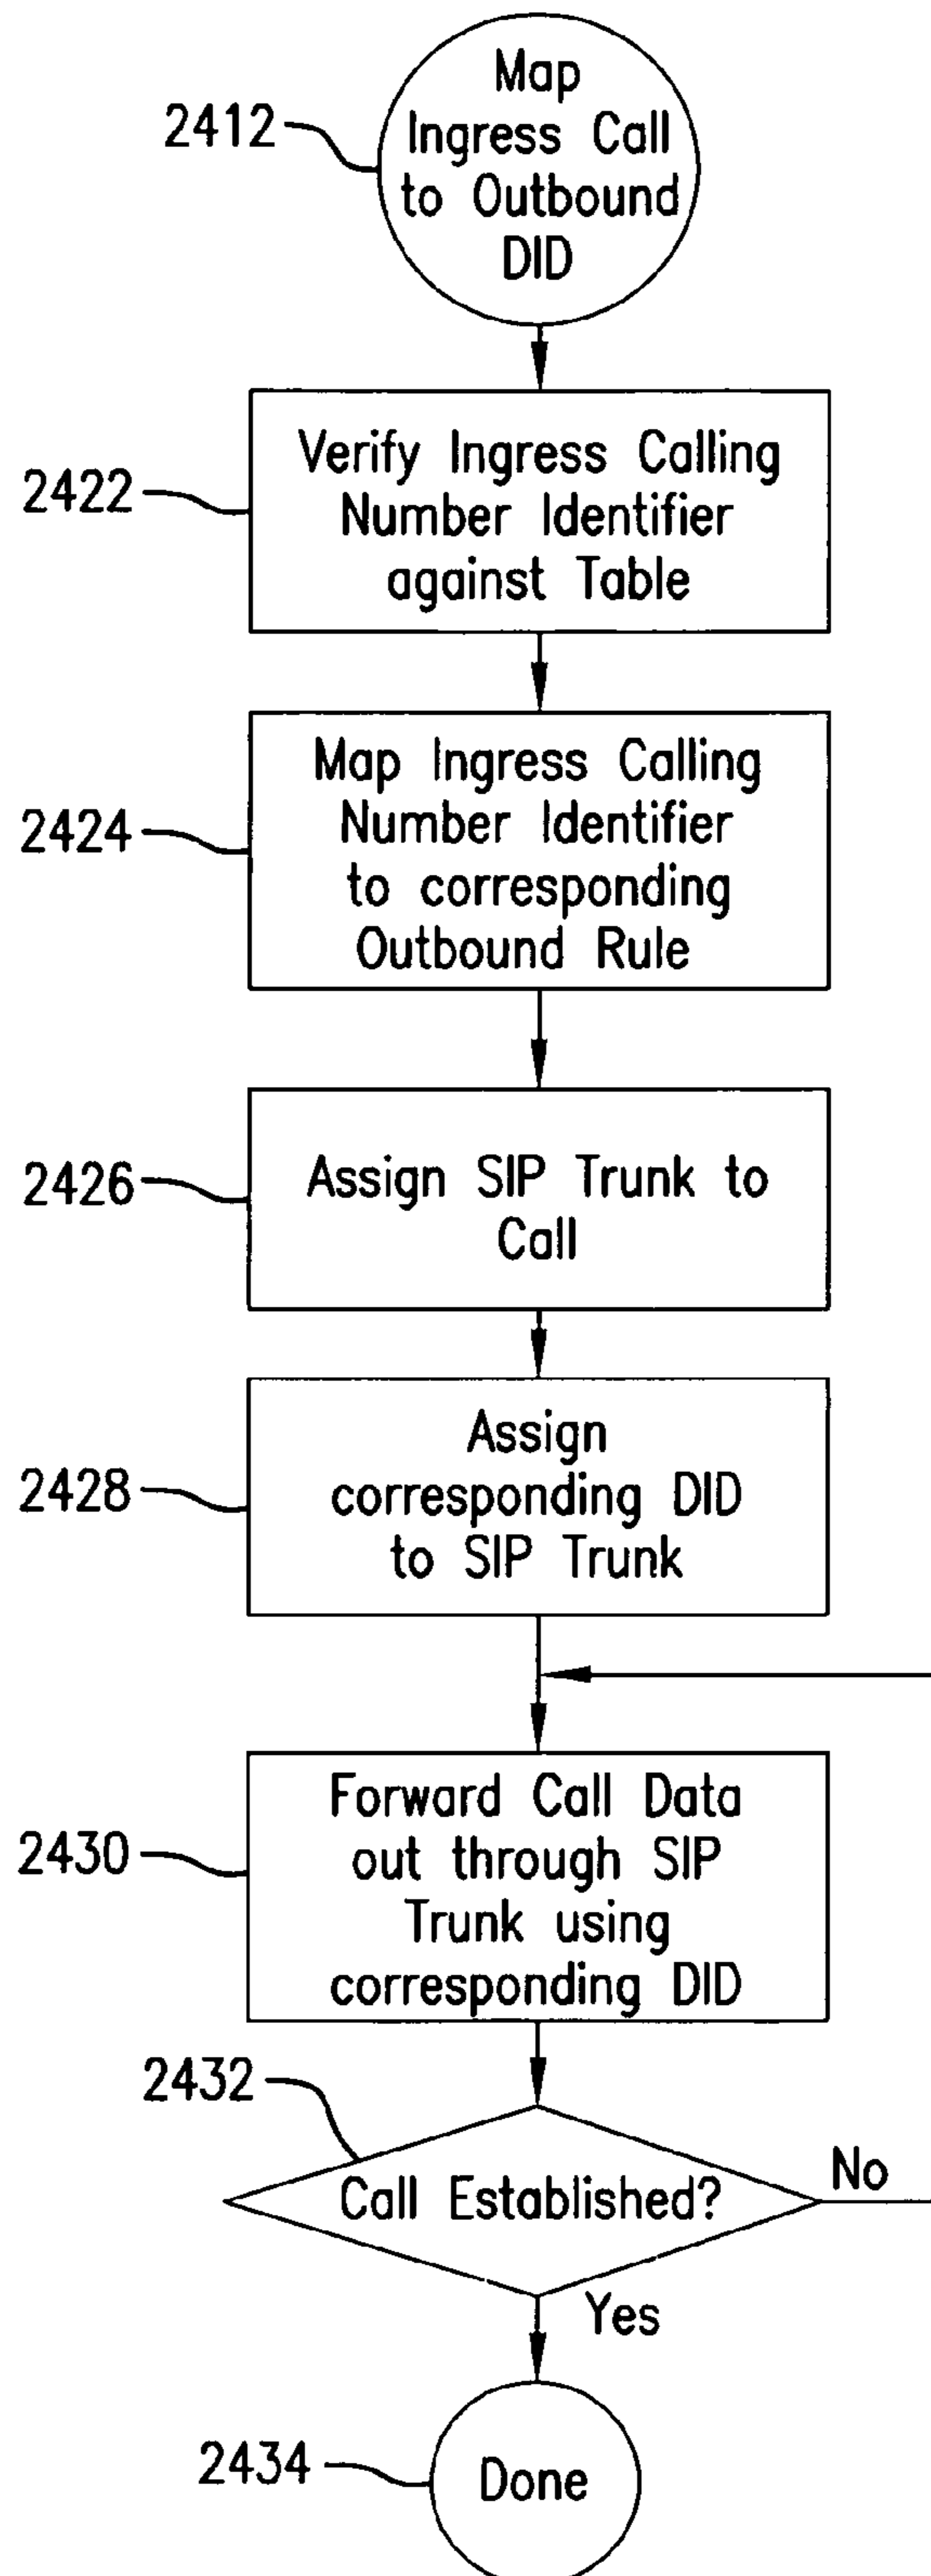 Map
2412
Ingress Call
to Outbound
DID
Verify Ingress Calling
2422
Number Identifier
against Table
Map Ingress Calling
2424
Number Identifier
to corresponding
Outbound Rule
2426
Assign SIP Trunk to
Call
Assign
2428
corresponding DID
to SIP Trunk
Forward Call Data
2430
out through SIP
Trunk using
corresponding DID
2432
Call Established?
No
Yes
2434
Done